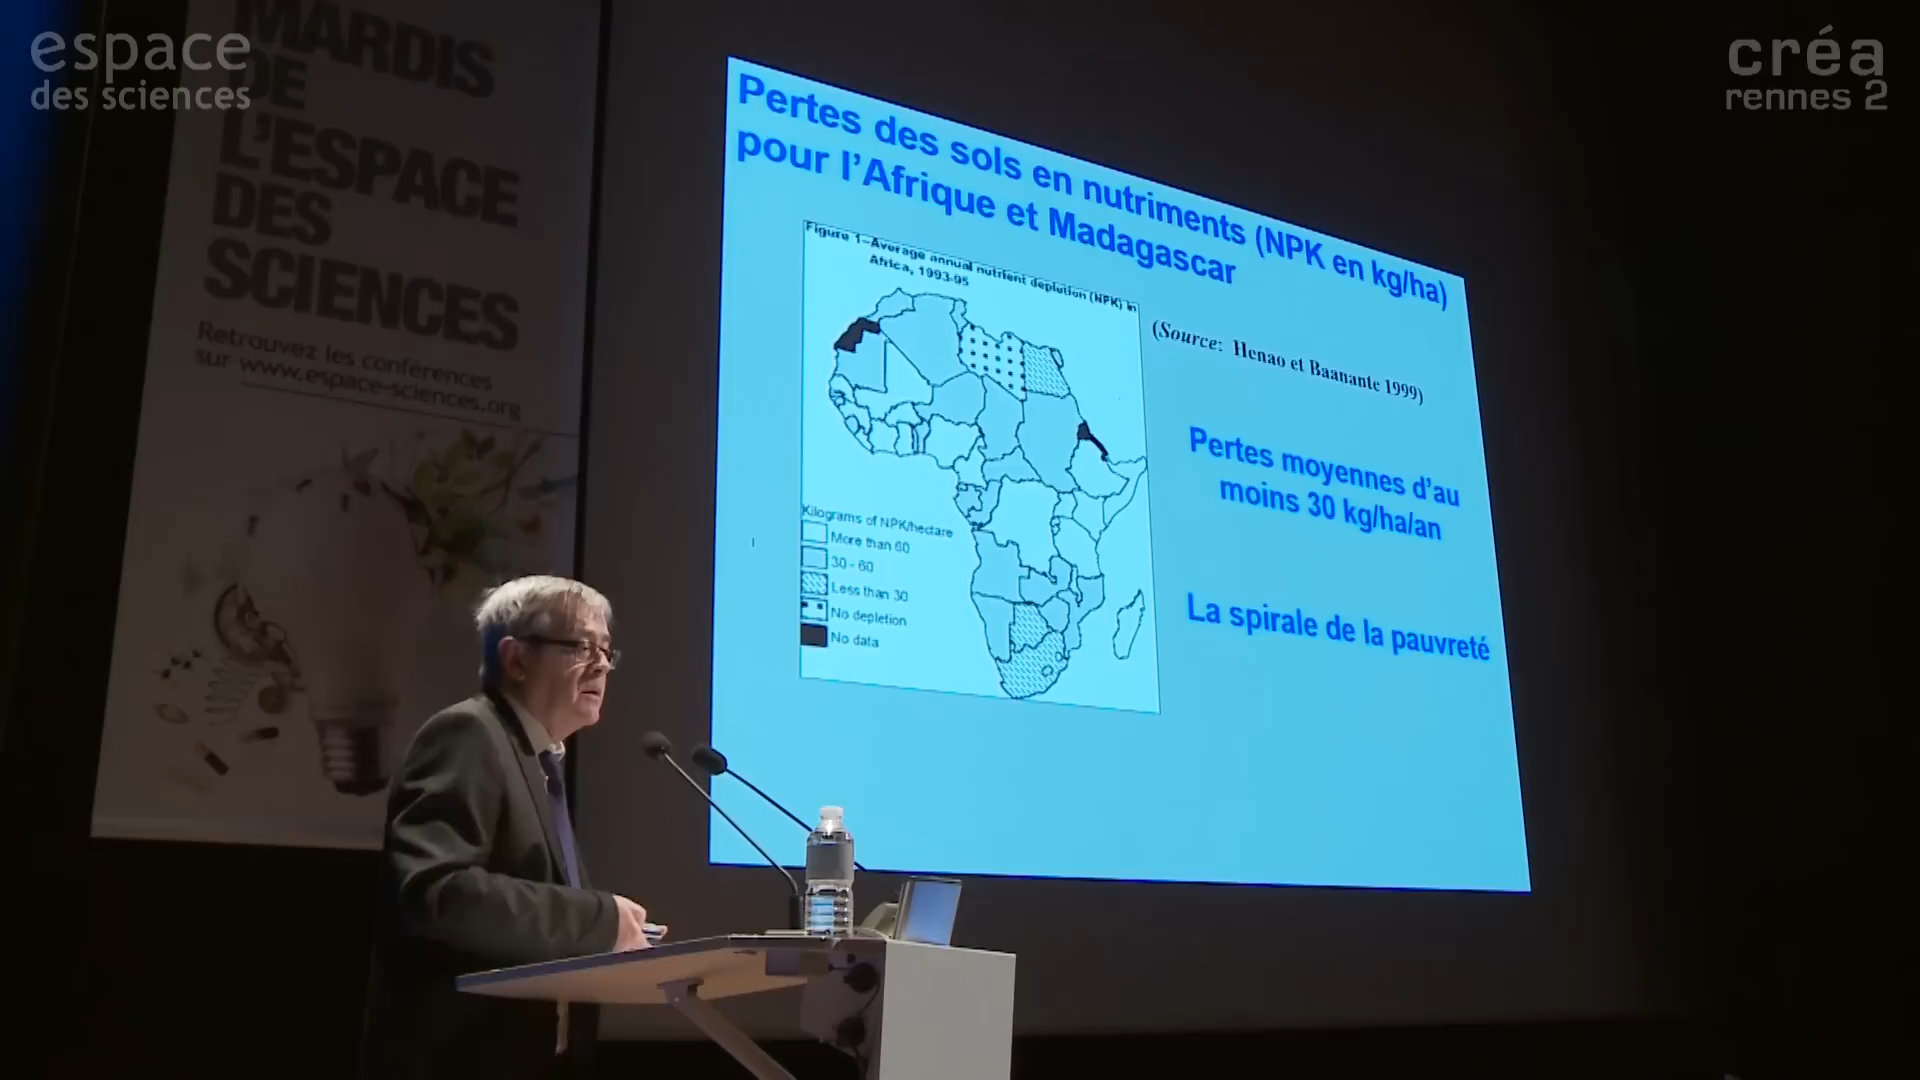 espace
des sciences
créa
rennes 2
MARDIS
DE
L'ESPACE
DES
SCIENCES
Retrouvez les conférences
sur www.espace-sciences.org
Pertes des sols en nutriments (NPK en kg/ha)
pour l'Afrique et Madagascar
Figure 1–Average annual nutrient depletion (NPK) in
Africa, 1993-95
(Source: Henao et Baanante 1999)
Pertes moyennes d'au
moins 30 kg/ha/an
La spirale de la pauvreté
Kilograms of NPK/hectare
More than 60
30 - 60
Less than 30
No depletion
No data